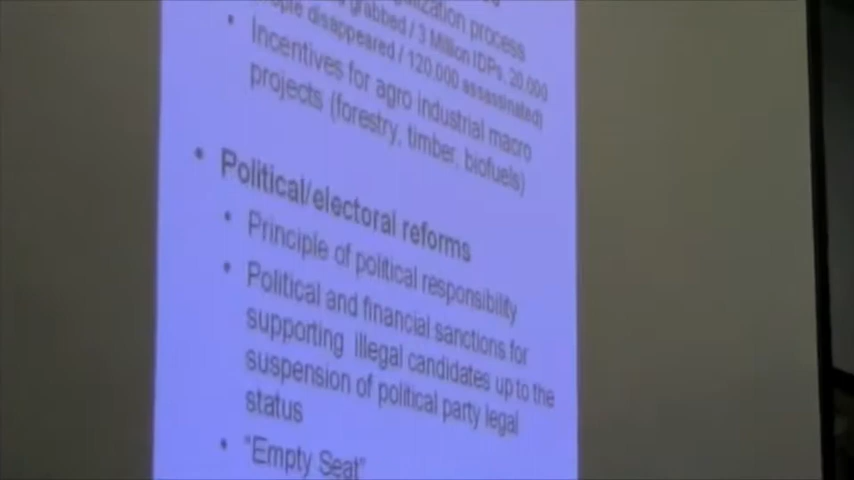 process
grabbed / 3 Million IDPs, 20.000
disappeared / 120.000 assassinated)
• Incentives for agro industrial macro
projects (forestry, timber, biofuels)
• Political/electoral reforms
• Principle of political responsibility
• Political and financial sanctions for
supporting illegal candidates up to the
suspension of political party legal
status
• "Empty Seat"